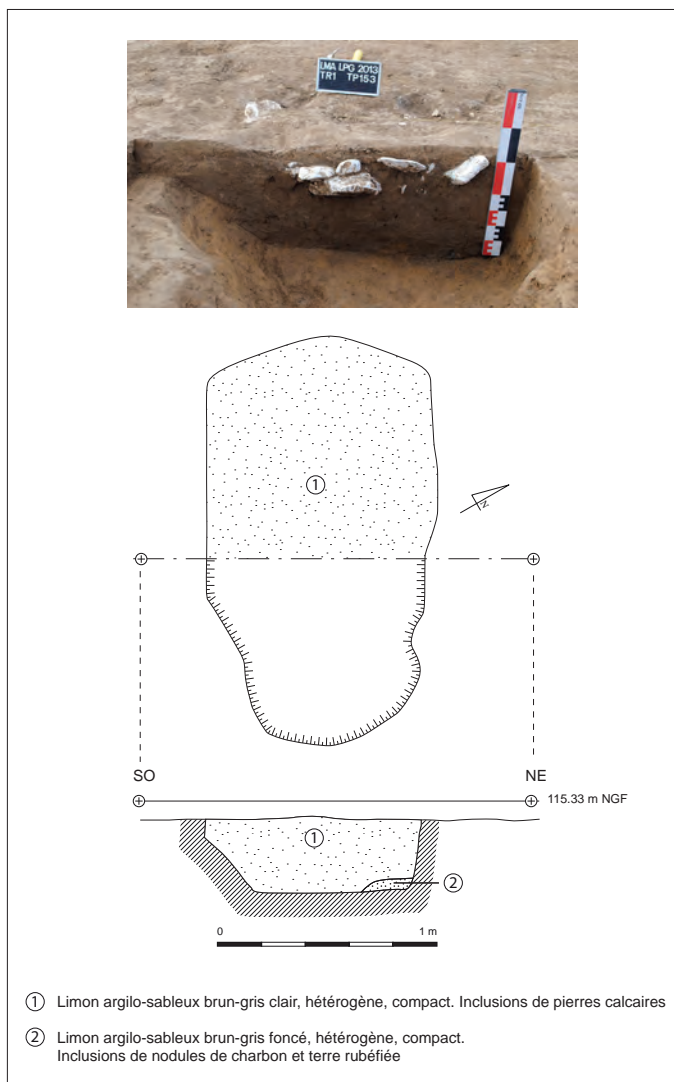 LMA LPG 2013
TR1 TP153
1
N
SO
NE
115.33 m NGF
1
2
0
1 m
1 Limon argilo-sableux brun-gris clair, hétérogène, compact. Inclusions de pierres calcaires
2 Limon argilo-sableux brun-gris foncé, hétérogène, compact.
Inclusions de nodules de charbon et terre rubéfiée